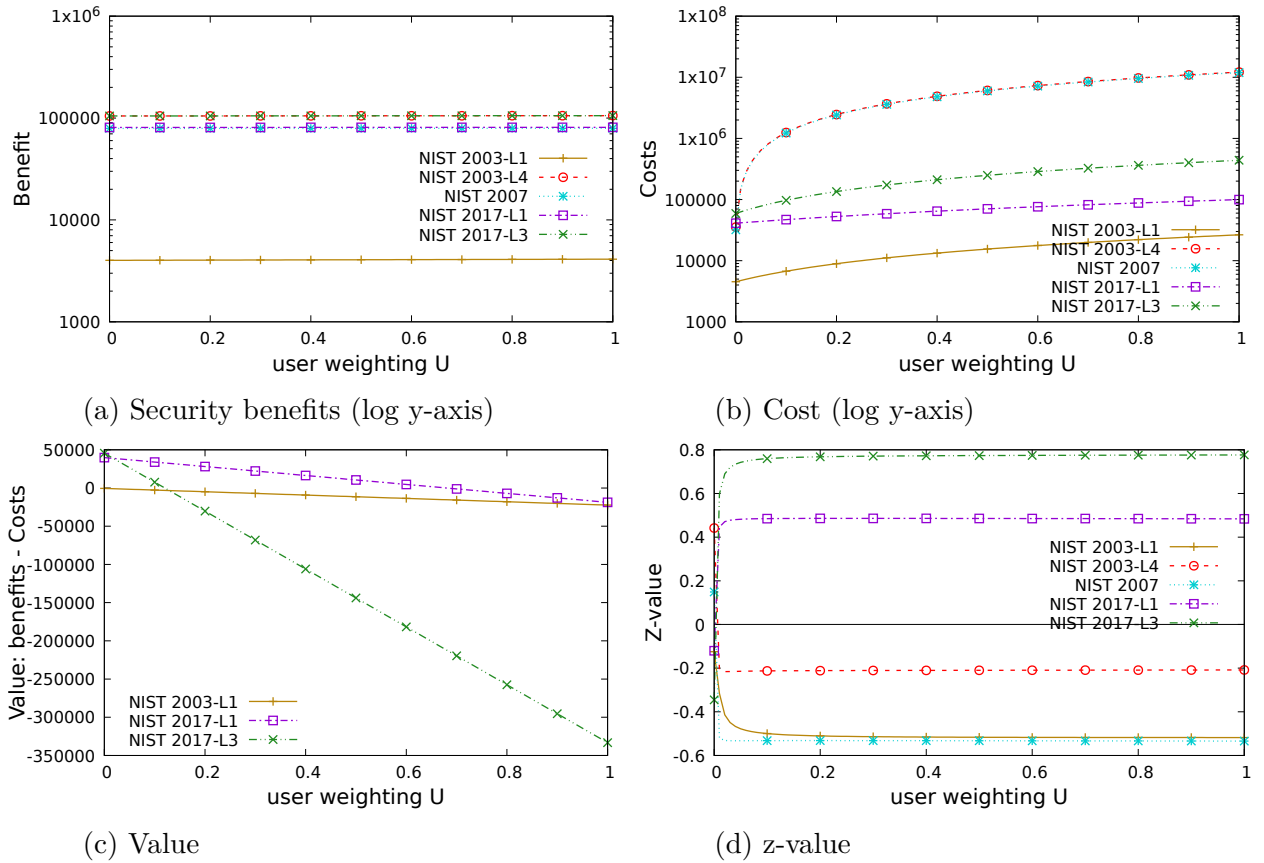 1x10^6
100000
10000
1000
Benefit
0 0.2 0.4 0.6 0.8 1
user weighting U
NIST 2003-L1
NIST 2003-L4
NIST 2007
NIST 2017-L1
NIST 2017-L3
(a) Security benefits (log y-axis)
1x10^8
1x10^7
1x10^6
100000
10000
1000
Costs
0 0.2 0.4 0.6 0.8 1
user weighting U
NIST 2003-L1
NIST 2003-L4
NIST 2007
NIST 2017-L1
NIST 2017-L3
(b) Cost (log y-axis)
50000
0
-50000
-100000
-150000
-200000
-250000
-300000
-350000
Value: benefits - Costs
0 0.2 0.4 0.6 0.8 1
user weighting U
NIST 2003-L1
NIST 2017-L1
NIST 2017-L3
(c) Value
0.8
0.6
0.4
0.2
0
-0.2
-0.4
-0.6
Z-value
0 0.2 0.4 0.6 0.8 1
user weighting U
NIST 2003-L1
NIST 2003-L4
NIST 2007
NIST 2017-L1
NIST 2017-L3
(d) z-value